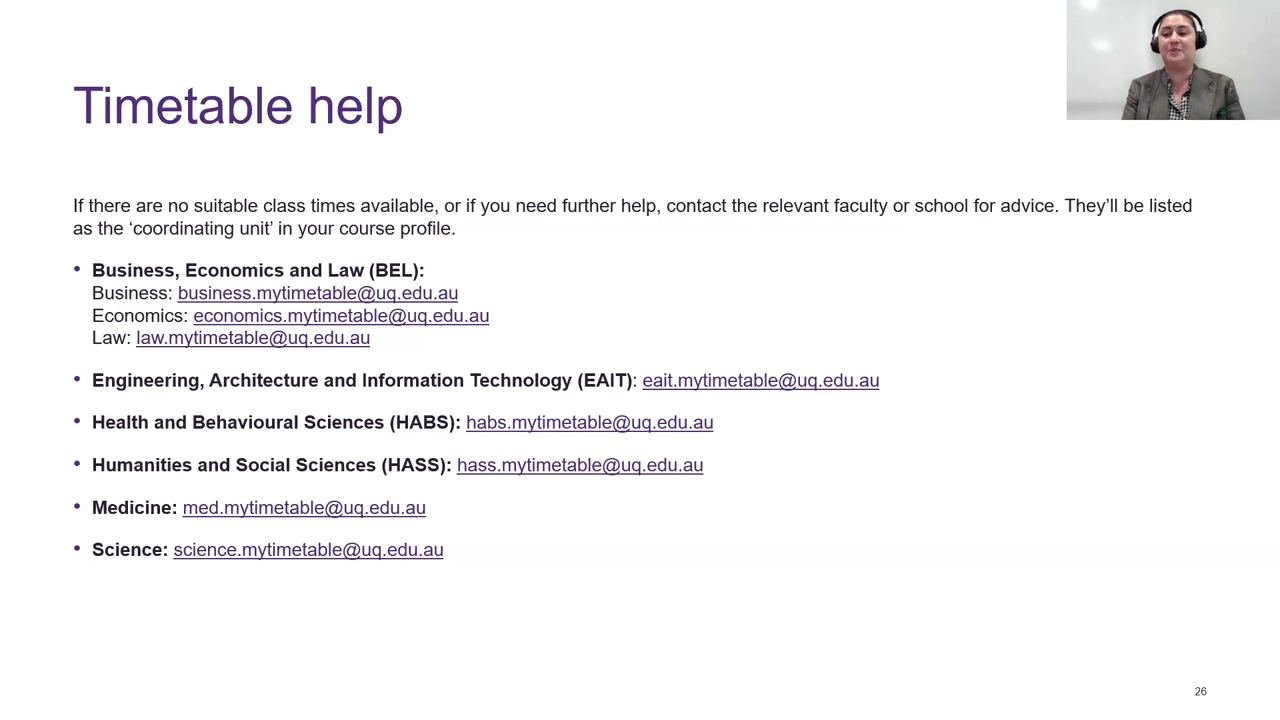 Timetable help
If there are no suitable class times available, or if you need further help, contact the relevant faculty or school for advice. They’ll be listed
as the ‘coordinating unit’ in your course profile.
• Business, Economics and Law (BEL):
Business: business.mytimetable@uq.edu.au
Economics: economics.mytimetable@uq.edu.au
Law: law.mytimetable@uq.edu.au
• Engineering, Architecture and Information Technology (EAIT): eait.mytimetable@uq.edu.au
• Health and Behavioural Sciences (HABS): habs.mytimetable@uq.edu.au
• Humanities and Social Sciences (HASS): hass.mytimetable@uq.edu.au
• Medicine: med.mytimetable@uq.edu.au
• Science: science.mytimetable@uq.edu.au
26